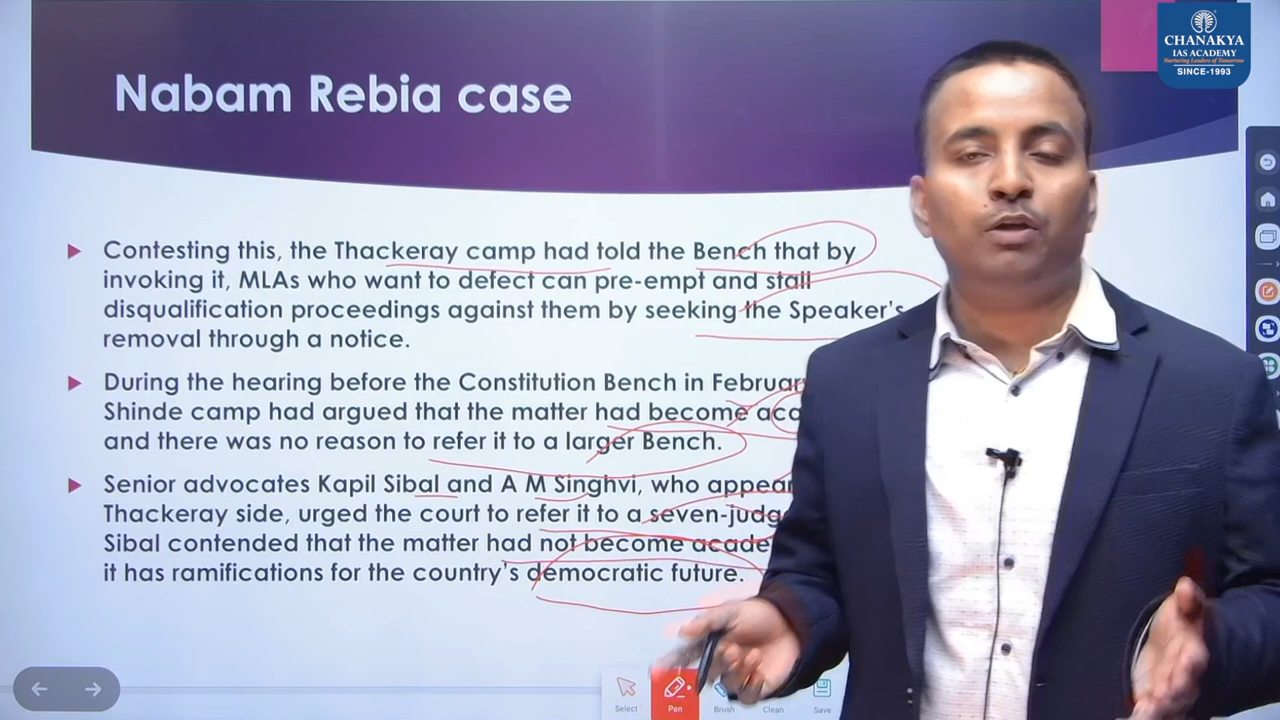 CHANAKYA
IAS ACADEMY
Nurturing Leaders of Tomorrow
SINCE-1993
Nabam Rebia case
Contesting this, the Thackeray camp had told the Bench that by
invoking it, MLAs who want to defect can pre-empt and stall
disqualification proceedings against them by seeking the Speaker's
removal through a notice.
During the hearing before the Constitution Bench in
Shinde camp had argued that the matter had become
and there was no reason to refer it to a larger Bench.
Senior advocates Kapil Sibal and A M Singhvi, who
Thackeray side, urged the court to refer it to a
Sibal contended that the matter had not become
it has ramifications for the country's democratic future.
Select
Pen
Brush
Clean
Save